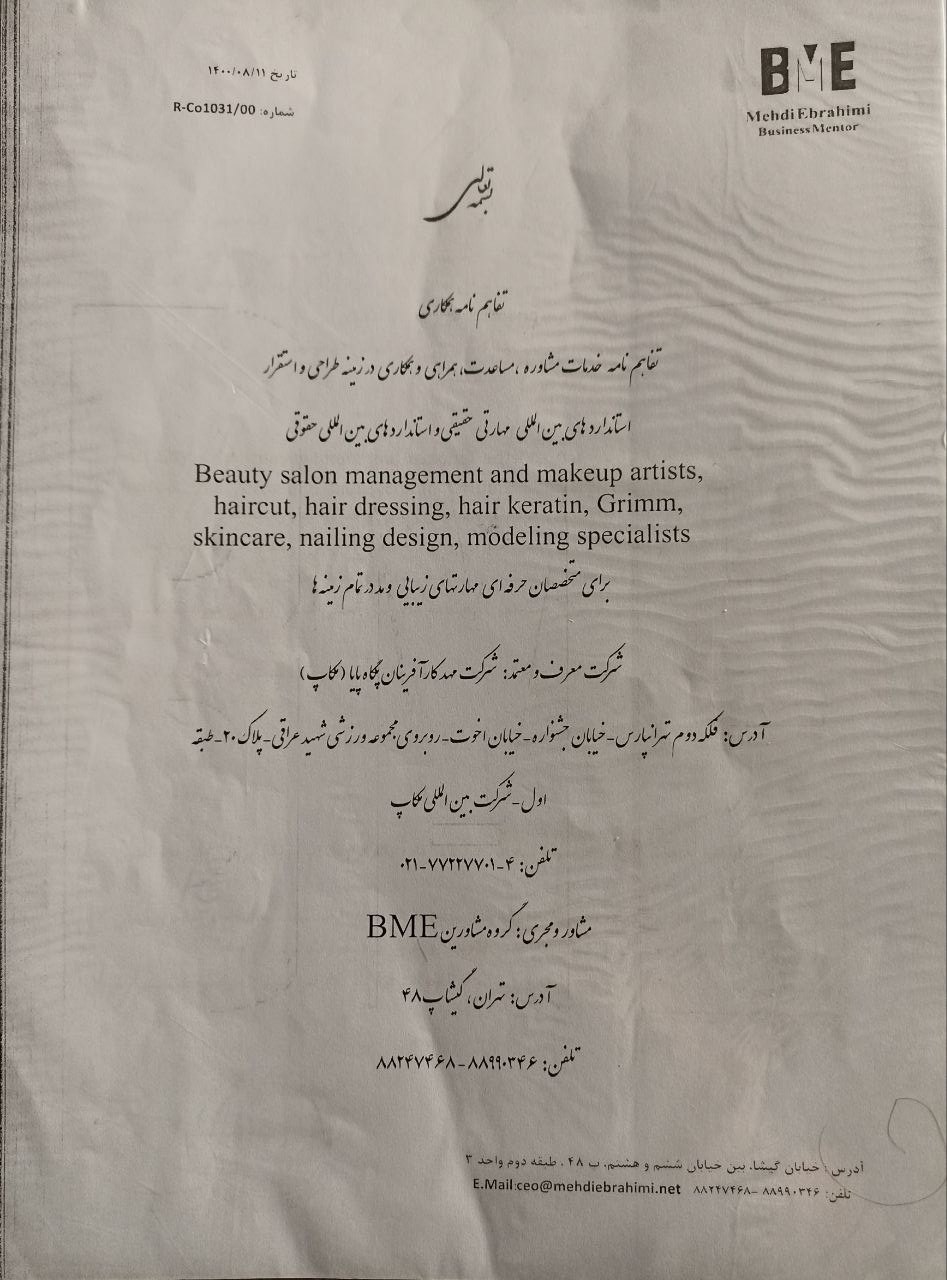 BME
Mehdi Ebrahimi
Business Mentor
تاریخ ۱۴۰۰/۰۸/۱۱
شماره: R-Co1031/00
بسمه تعالی
تفاهم نامه همکاری
تفاهم نامه خدمات مشاوره ،مساعدت، همراهی و همکاری در زمینه طراحی و استقرار
استانداردهای بین المللی مهارتی حقیقی و استانداردهای بین المللی حقوقی
Beauty salon management and makeup artists,
haircut, hair dressing, hair keratin, Grimm,
skincare, nailing design, modeling specialists
برای متخصصان حرفه ای مهارتهای زیبایی و مد در تمام زمینه ها
شرکت معرف و معتمد: شرکت مهد کارآفرینان پگاه پایا (مکاپ)
آدرس: فلکه دوم تهرانپارس-خیابان جشنواره-خیابان اخوت-روبروی مجموعه ورزشی شهید عراقی-پلاک ۲۰-طبقه
اول-شرکت بین المللی مکاپ
تلفن: ۴-۰۲۱-۷۷۲۲۷۷۰۱
مشاور و مجری: گروه مشاورین BME
آدرس: تهران، گیشا پ ۴۸
تلفن: ۸۸۹۹۰۳۴۶-۸۸۲۴۷۴۶۸
آدرس: خیابان گیشا، بین خیابان ششم و هشتم، پ ۴۸ ، طبقه دوم واحد ۳
تلفن: ۸۸۹۹۰۳۴۶ -۸۸۲۴۷۴۶۸ E.Mail:ceo@mehdiebrahimi.net